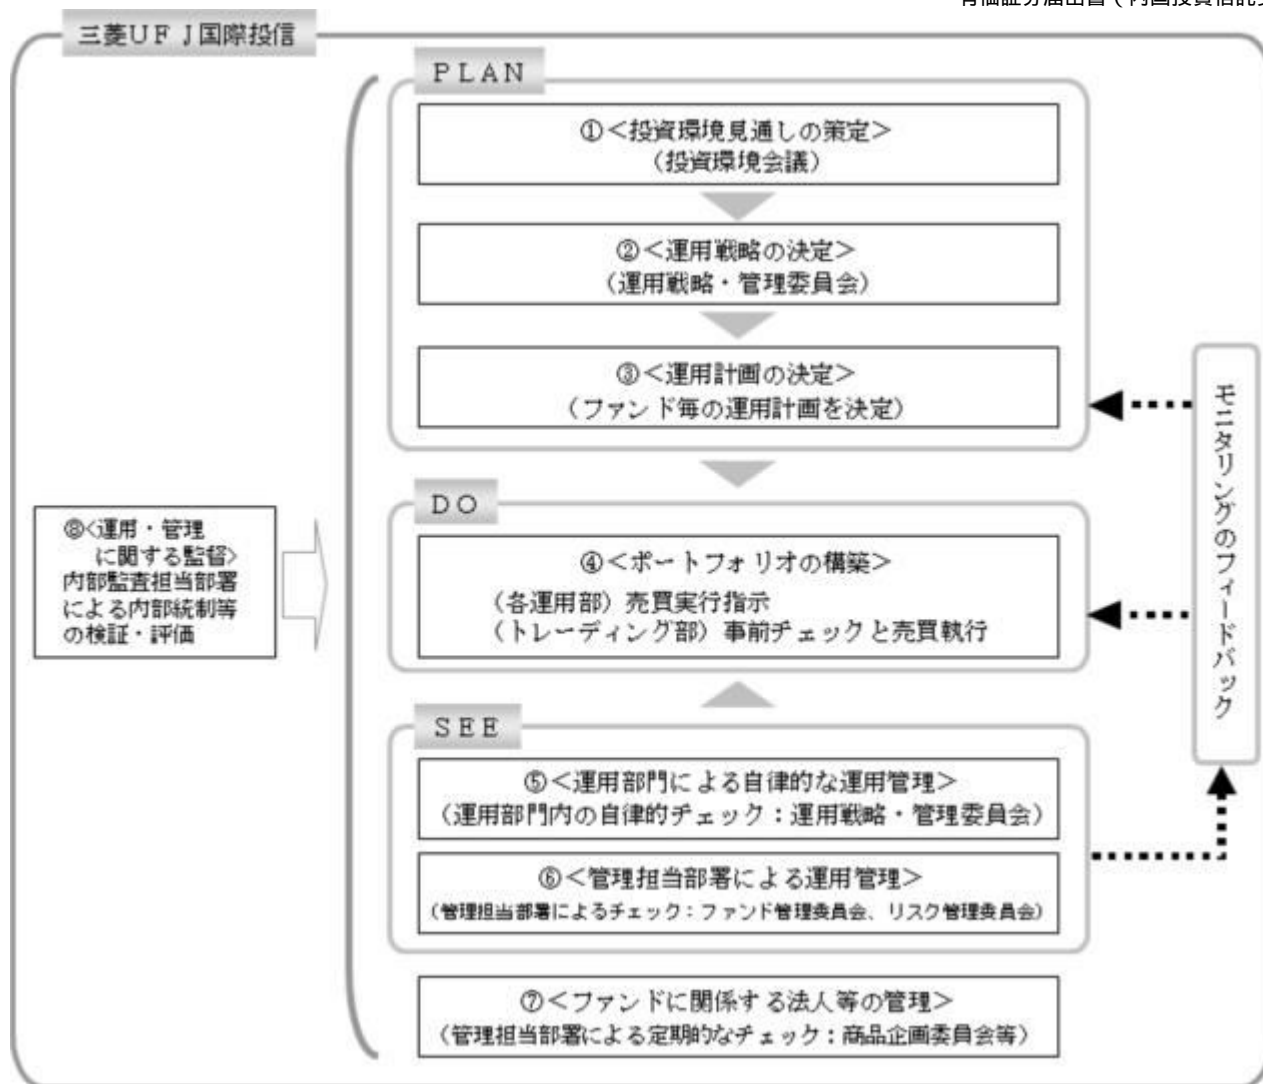 三菱UFJ国際投信
PLAN
①<投資環境見通しの策定>
(投資環境会議)
②<運用戦略の決定>
(運用戦略・管理委員会)
③<運用計画の決定>
(ファンド毎の運用計画を決定)
DO
④<ポートフォリオの構築>
(各運用部)売買実行指示
(トレーディング部)事前チェックと売買執行
SEE
⑤<運用部門による自律的な運用管理>
(運用部門内の自律的チェック:運用戦略・管理委員会)
⑥<管理担当部署による運用管理>
(管理担当部署によるチェック:ファンド管理委員会、リスク管理委員会)
⑦<ファンドに関係する法人等の管理>
(管理担当部署による定期的なチェック:商品企画委員会等)
⑧<運用・管理
に関する監督>
内部監査担当部署
による内部統制等
の検証・評価
モニタリングのフィードバック